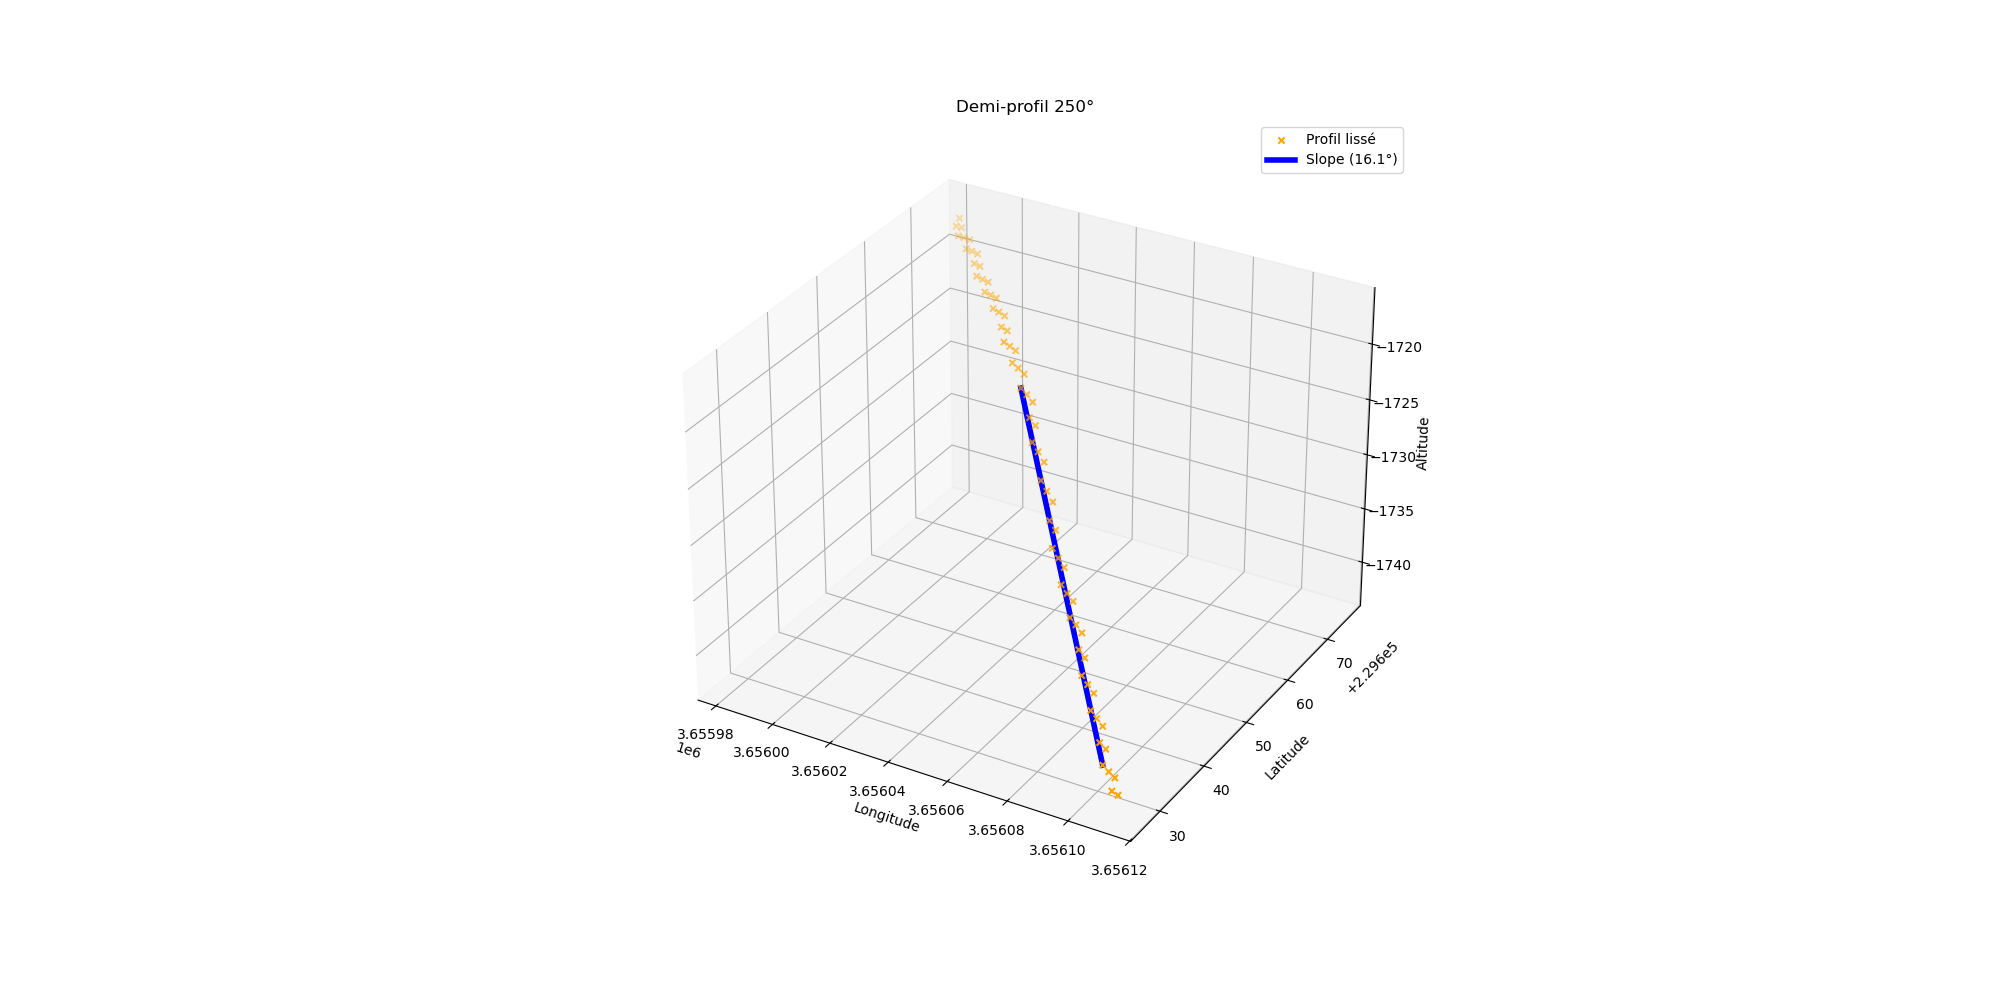 Demi-profil 250°
Profil lissé
Slope (16.1°)
−1720
−1725
−1730
−1735
−1740
Altitude
70
60
50
40
30
+2.296e5
Latitude
3.65598
3.65600
3.65602
3.65604
3.65606
3.65608
3.65610
3.65612
1e6
Longitude